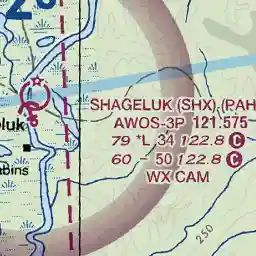 SHAGELUK (SHX) (PAH
AWOS-3P 121.575
79 *L 34 122.8 C
60 - 50 122.8 C
WX CAM
luk
bins
250